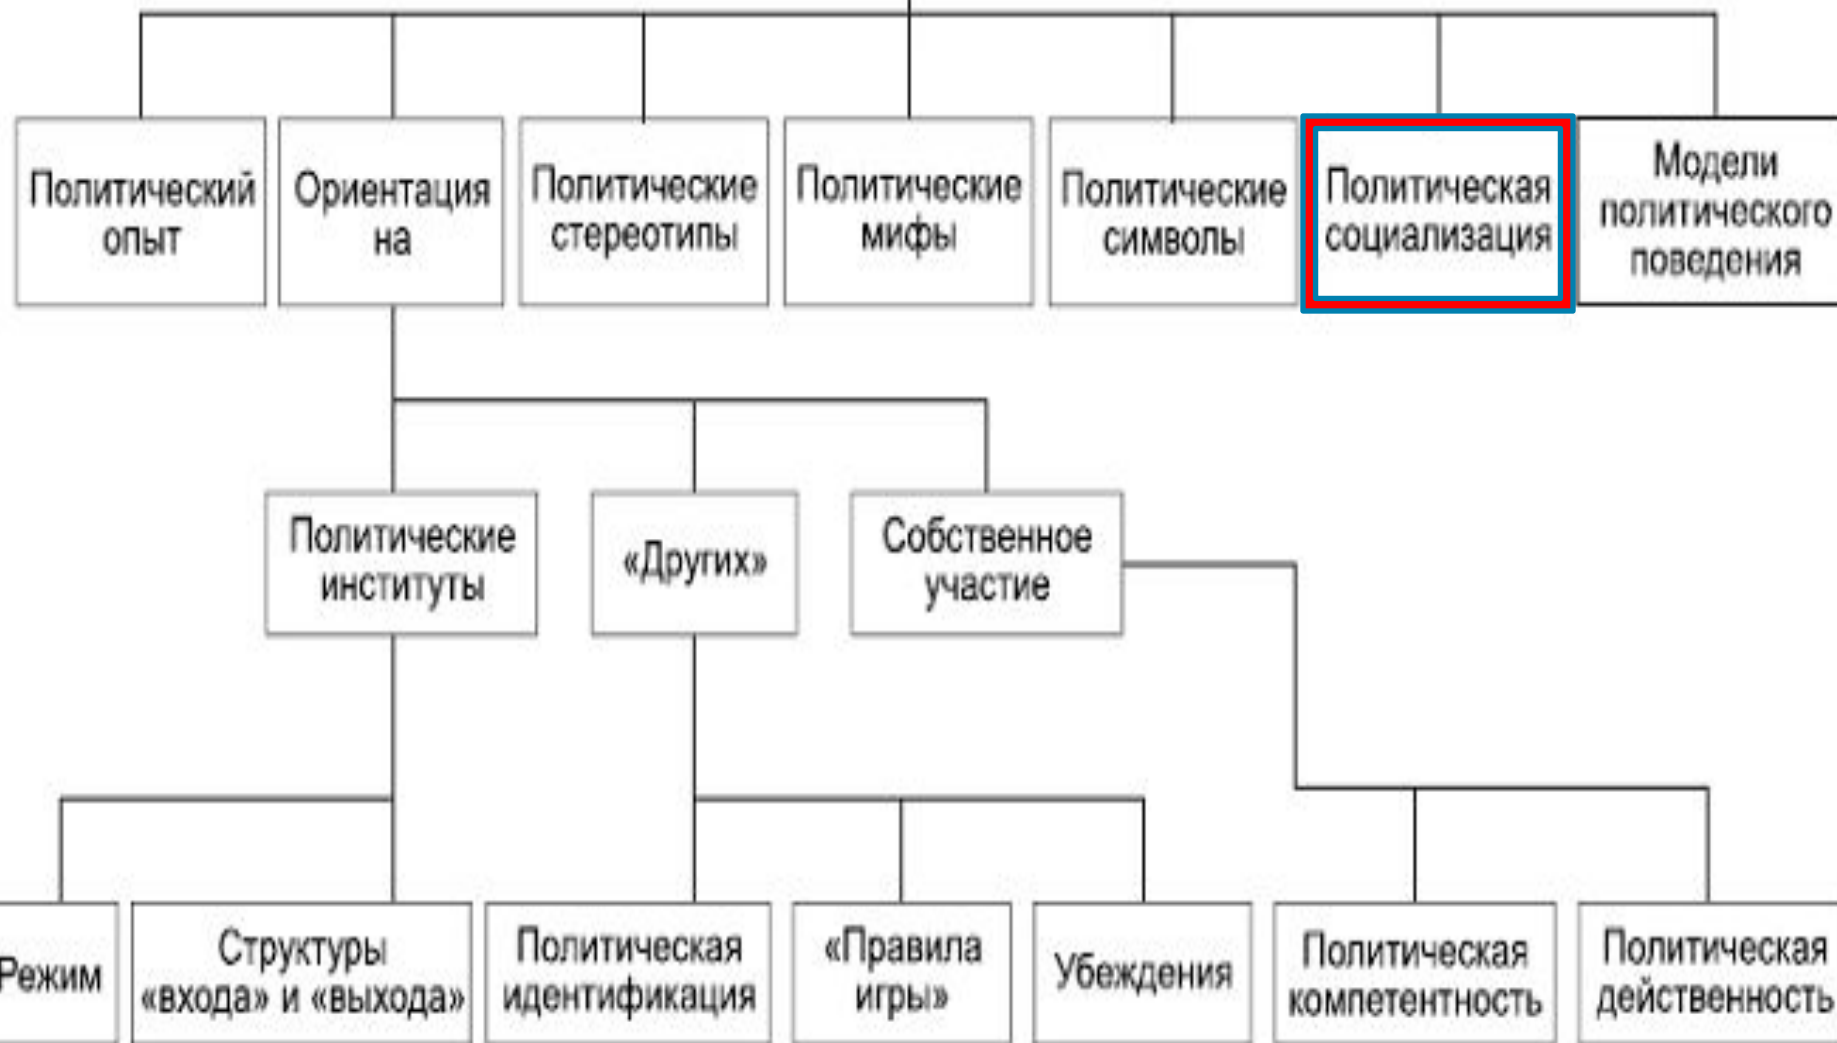 Политический
опыт
Ориентация
на
Политические
стереотипы
Политические
мифы
Политические
символы
Политическая
социализация
Модели
политического
поведения
Политические
институты
«Других»
Собственное
участие
Режим
Структуры
«входа» и «выхода»
Политическая
идентификация
«Правила
игры»
Убеждения
Политическая
компетентность
Политическая
действенность